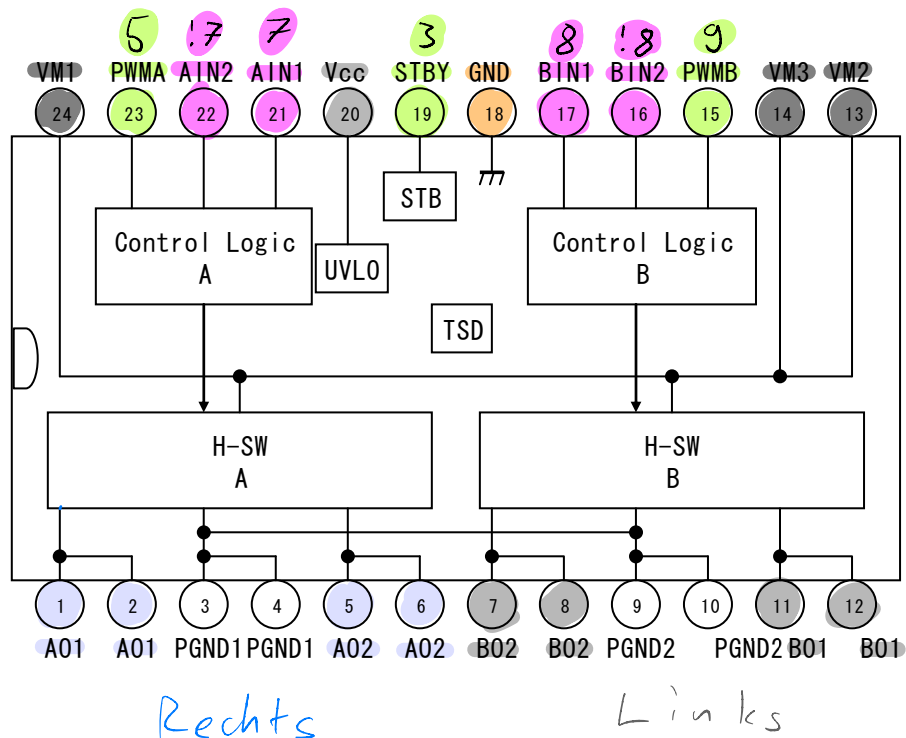 5 !7 7 3 8 !8 9
VM1 PWMA AIN2 AIN1 Vcc STBY GND BIN1 BIN2 PWMB VM3 VM2
24 23 22 21 20 19 18 17 16 15 14 13
STB
Control Logic
A
UVLO
Control Logic
B
TSD
H-SW
A
H-SW
B
1 2 3 4 5 6 7 8 9 10 11 12
AO1 AO1 PGND1 PGND1 AO2 AO2 BO2 BO2 PGND2 PGND2 BO1 BO1
Rechts Links